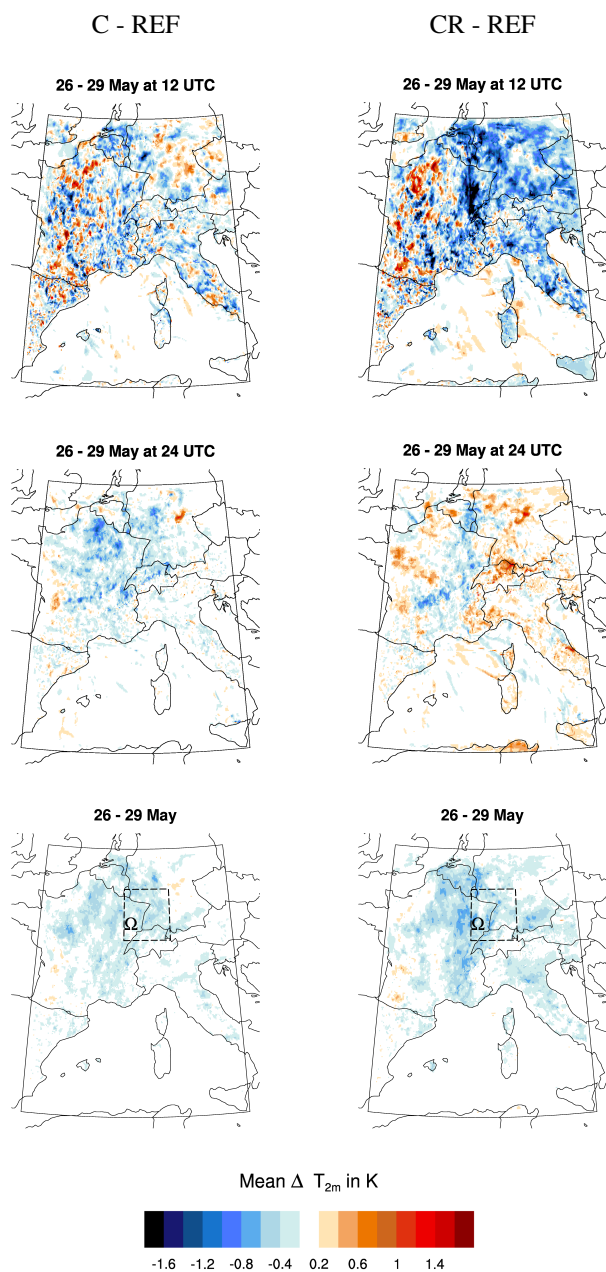 C - REF
CR - REF
26 - 29 May at 12 UTC
26 - 29 May at 12 UTC
26 - 29 May at 24 UTC
26 - 29 May at 24 UTC
26 - 29 May
26 - 29 May
Ω
Ω
Mean Δ T2m in K
-1.6 -1.2 -0.8 -0.4 0.2 0.6 1 1.4